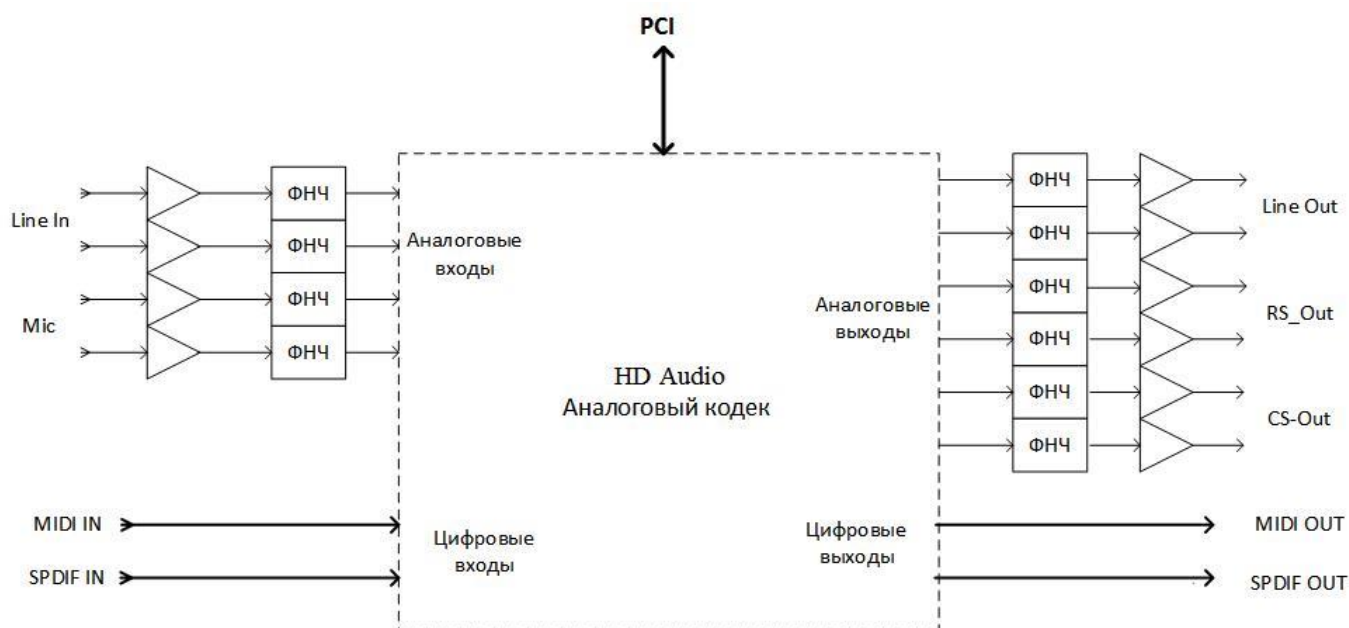 PCI
Line In
Mic
ФНЧ
ФНЧ
ФНЧ
ФНЧ
Аналоговые
входы
HD Audio
Аналоговый кодек
Аналоговые
выходы
ФНЧ
ФНЧ
ФНЧ
ФНЧ
ФНЧ
ФНЧ
Line Out
RS_Out
CS-Out
MIDI IN
SPDIF IN
Цифровые
входы
Цифровые
выходы
MIDI OUT
SPDIF OUT